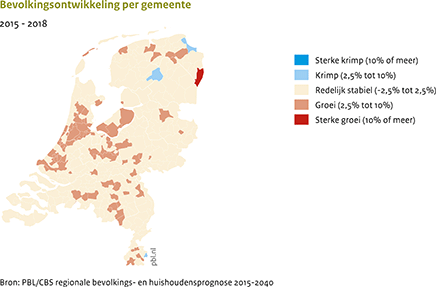 Bevolkingsontwikkeling per gemeente
2015 - 2018
Sterke krimp (10% of meer)
Krimp (2,5% tot 10%)
Redelijk stabiel (-2,5% tot 2,5%)
Groei (2,5% tot 10%)
Sterke groei (10% of meer)
pbl.nl
Bron: PBL/CBS regionale bevolkings- en huishoudensprognose 2015-2040